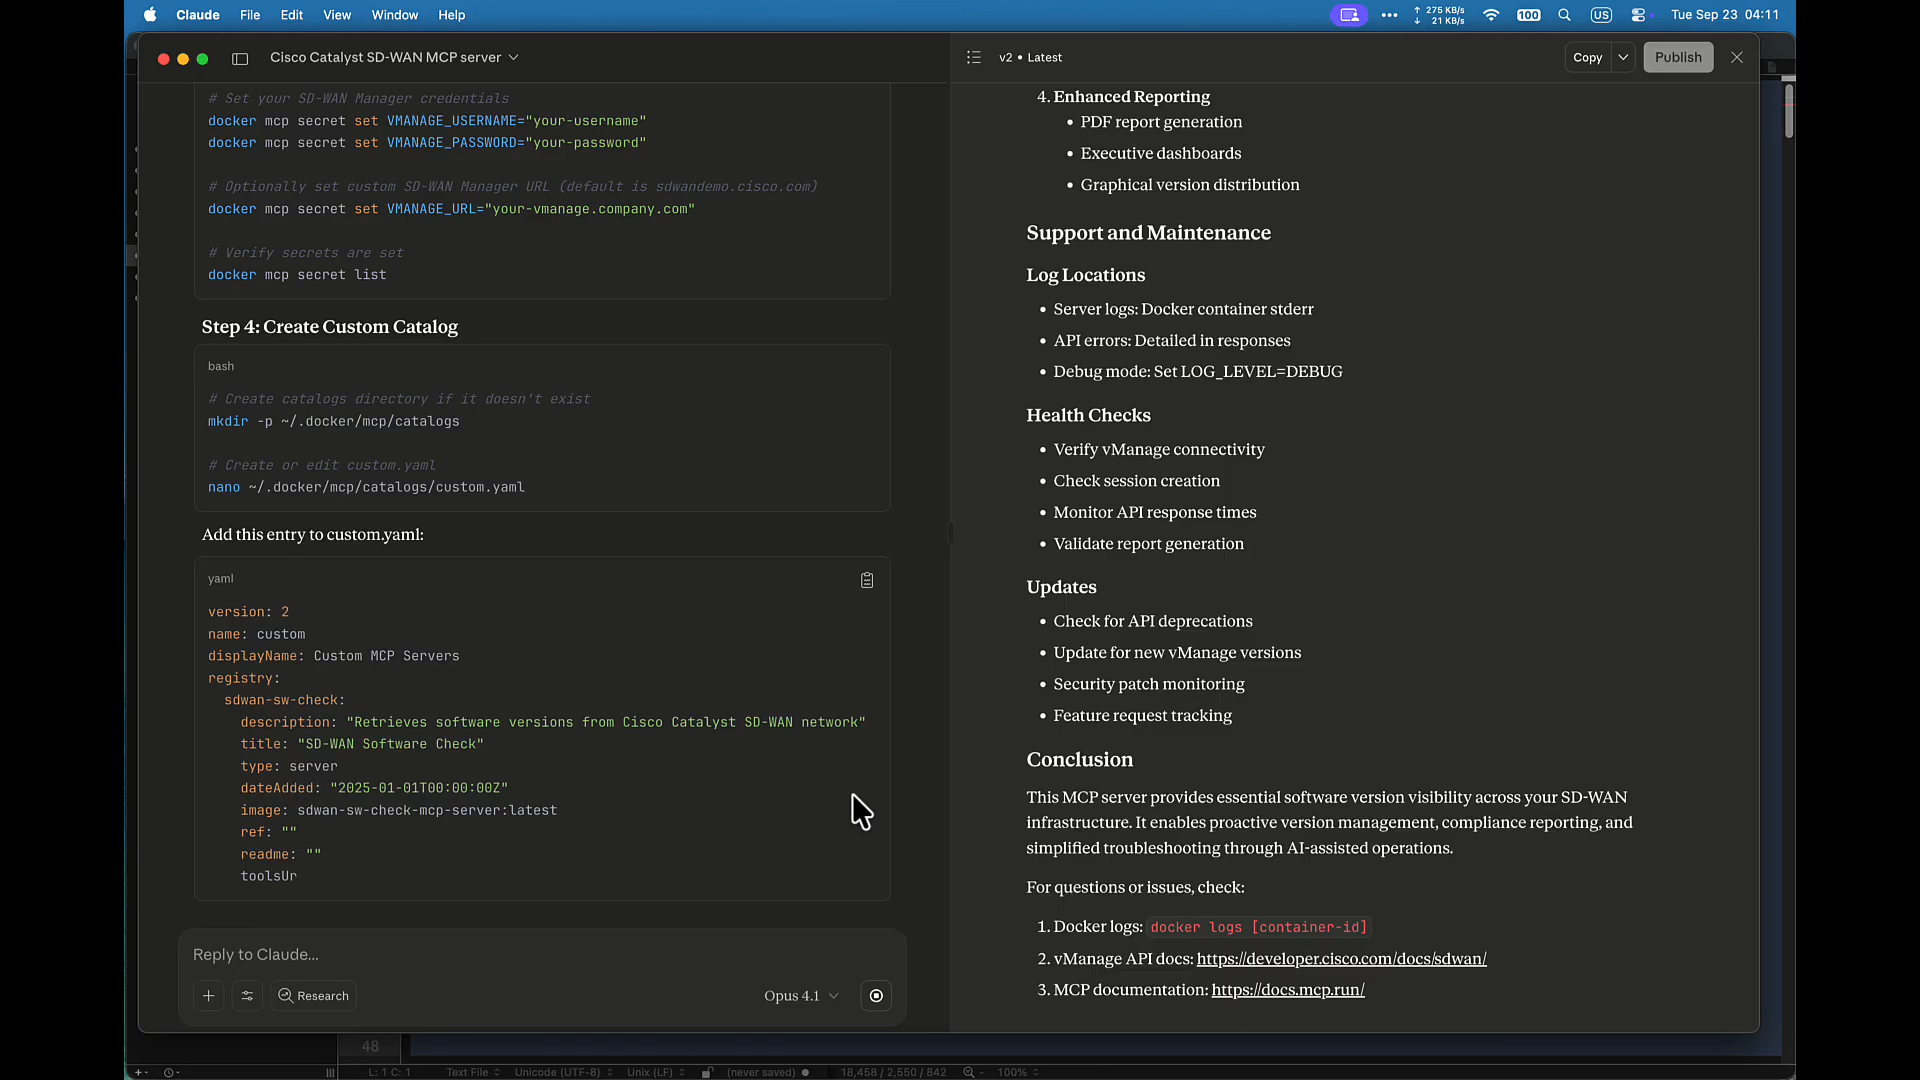 Claude File Edit View Window Help
275 KB/s
21 KB/s
100
US
Tue Sep 23 04:11
Cisco Catalyst SD-WAN MCP server
# Set your SD-WAN Manager credentials
docker mcp secret set VMANAGE_USERNAME="your-username"
docker mcp secret set VMANAGE_PASSWORD="your-password"
# Optionally set custom SD-WAN Manager URL (default is sdwandemo.cisco.com)
docker mcp secret set VMANAGE_URL="your-vmanage.company.com"
# Verify secrets are set
docker mcp secret list
Step 4: Create Custom Catalog
bash
# Create catalogs directory if it doesn't exist
mkdir -p ~/.docker/mcp/catalogs
# Create or edit custom.yaml
nano ~/.docker/mcp/catalogs/custom.yaml
Add this entry to custom.yaml:
yaml
version: 2
name: custom
displayName: Custom MCP Servers
registry:
sdwan-sw-check:
description: "Retrieves software versions from Cisco Catalyst SD-WAN network"
title: "SD-WAN Software Check"
type: server
dateAdded: "2025-01-01T00:00:00Z"
image: sdwan-sw-check-mcp-server:latest
ref: ""
readme: ""
toolsUr
Reply to Claude...
Research
Opus 4.1
v2 • Latest
Copy
Publish
4. Enhanced Reporting
• PDF report generation
• Executive dashboards
• Graphical version distribution
Support and Maintenance
Log Locations
• Server logs: Docker container stderr
• API errors: Detailed in responses
• Debug mode: Set LOG_LEVEL=DEBUG
Health Checks
• Verify vManage connectivity
• Check session creation
• Monitor API response times
• Validate report generation
Updates
• Check for API deprecations
• Update for new vManage versions
• Security patch monitoring
• Feature request tracking
Conclusion
This MCP server provides essential software version visibility across your SD-WAN
infrastructure. It enables proactive version management, compliance reporting, and
simplified troubleshooting through AI-assisted operations.
For questions or issues, check:
1. Docker logs: docker logs [container-id]
2. vManage API docs: https://developer.cisco.com/docs/sdwan/
3. MCP documentation: https://docs.mcp.run/
48
L: 1 C: 1 Text File Unicode (UTF-8) Unix (LF) (never saved) 18,458 / 2,550 / 842 100%